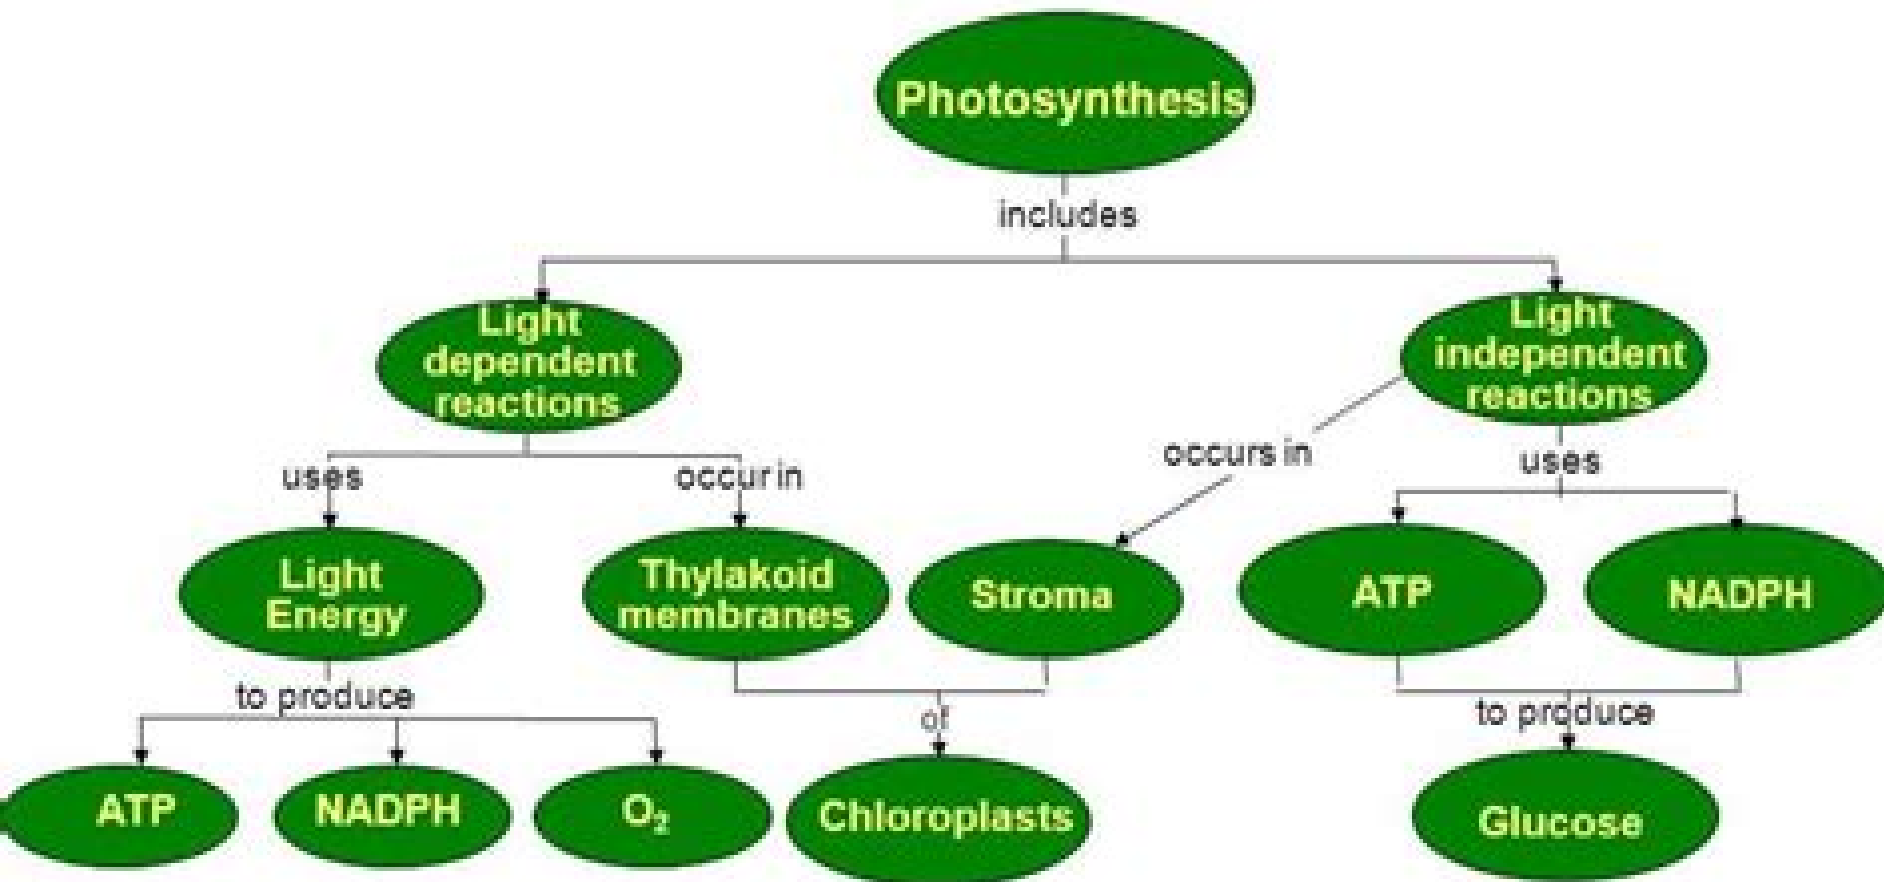 Photosynthesis
includes
Light
dependent
reactions
Light
independent
reactions
uses
occur in
occurs in
uses
Light
Energy
Thylakoid
membranes
Stroma
ATP
NADPH
to produce
of
to produce
ATP
NADPH
O₂
Chloroplasts
Glucose